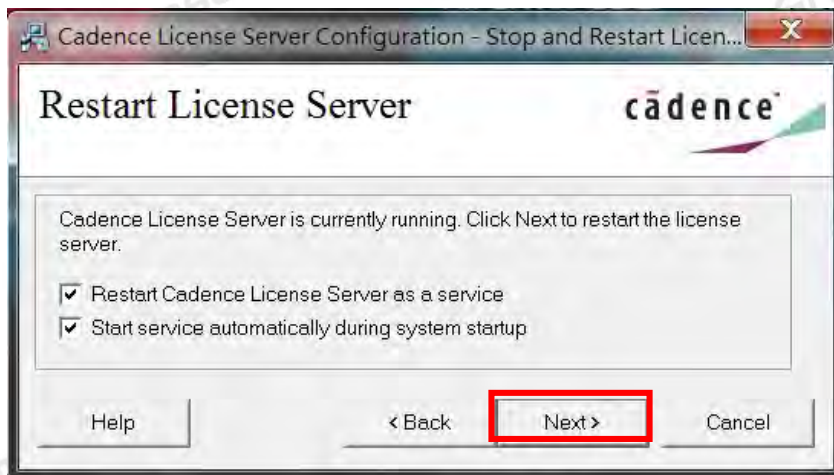 Cadence License Server Configuration - Stop and Restart Licen...
Restart License Server
cādence
Cadence License Server is currently running. Click Next to restart the license
server.
Restart Cadence License Server as a service
Start service automatically during system startup
Help
< Back
Next >
Cancel